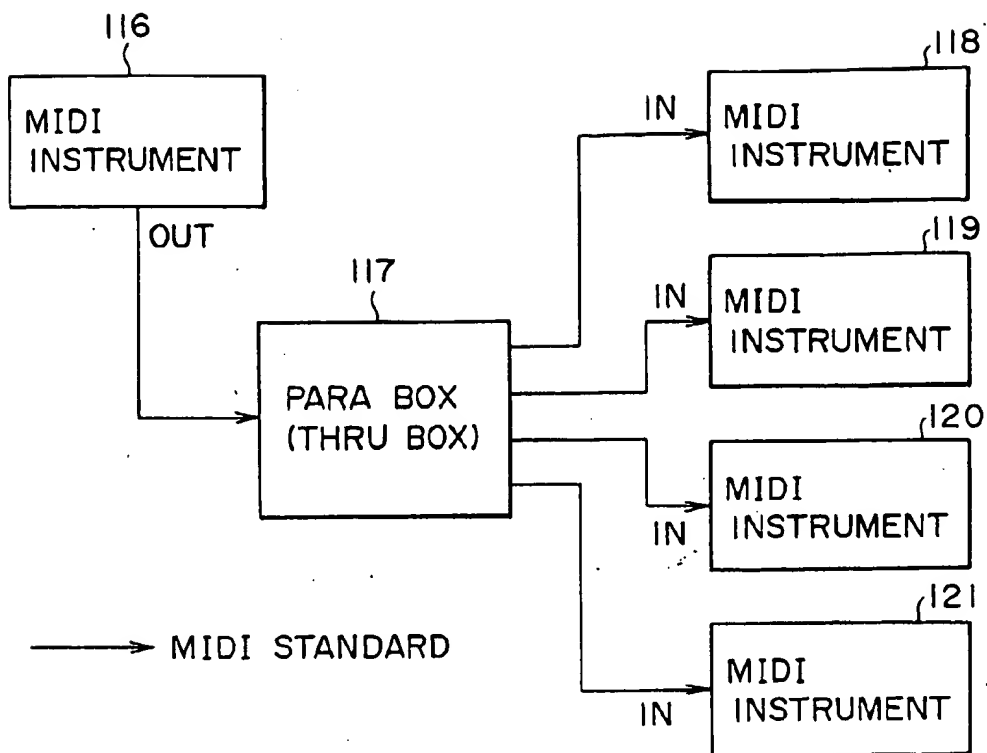 116
MIDI
INSTRUMENT
OUT
117
PARA BOX
(THRU BOX)
IN
118
MIDI
INSTRUMENT
IN
119
MIDI
INSTRUMENT
IN
120
MIDI
INSTRUMENT
IN
121
MIDI
INSTRUMENT
MIDI STANDARD